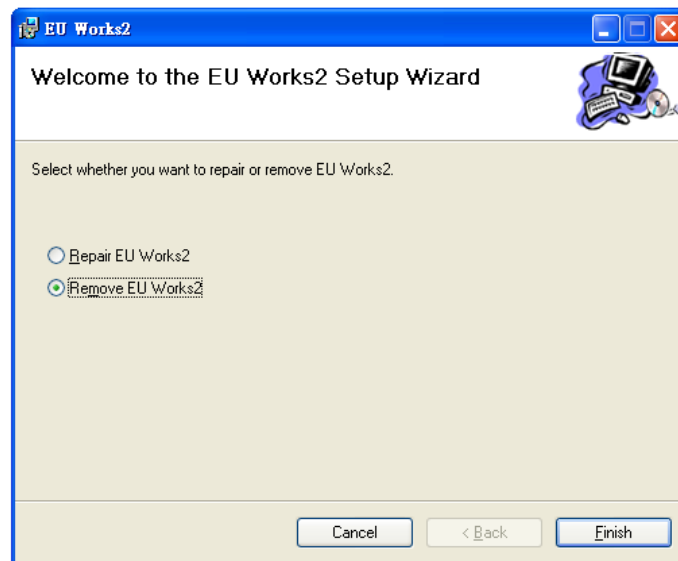 EU Works2
Welcome to the EU Works2 Setup Wizard
Select whether you want to repair or remove EU Works2.
Repair EU Works2
Remove EU Works2
Cancel
< Back
Finish